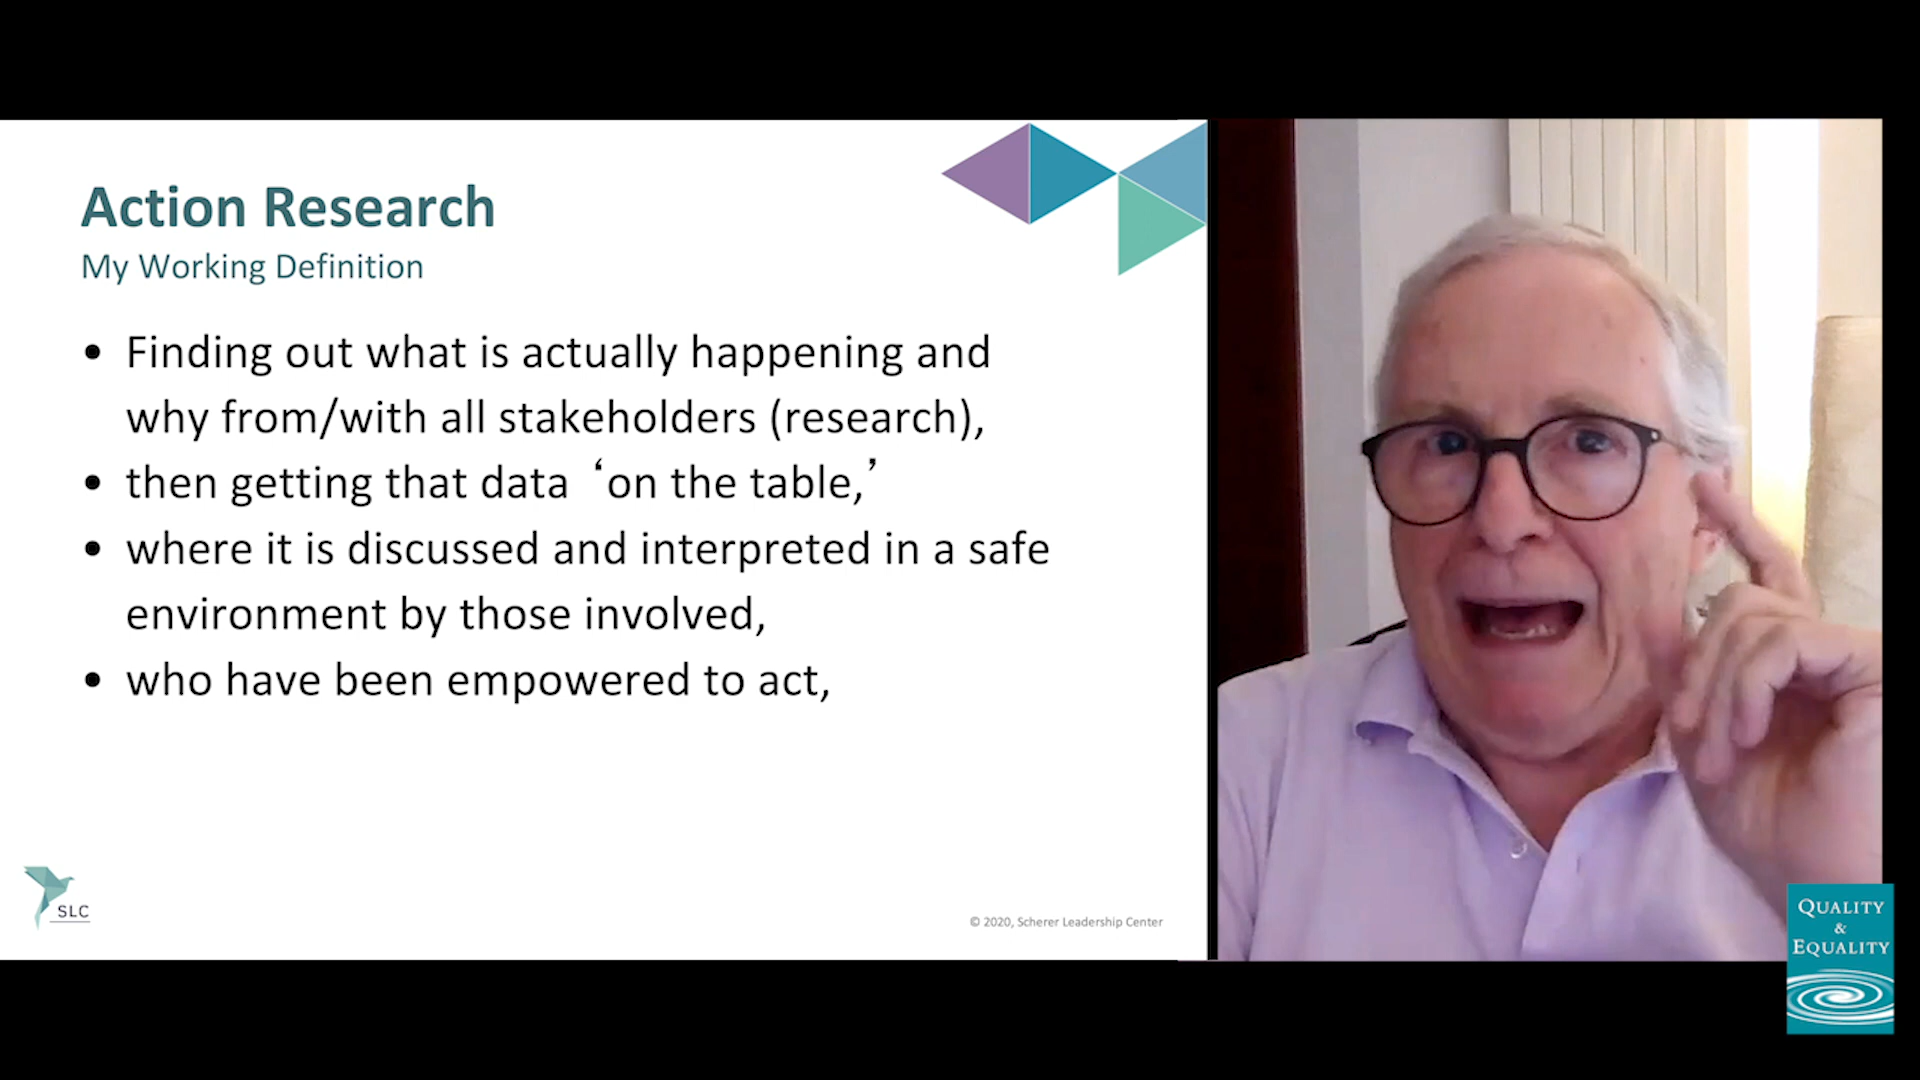 Action Research
My Working Definition
• Finding out what is actually happening and
why from/with all stakeholders (research),
• then getting that data ‘on the table,’
• where it is discussed and interpreted in a safe
environment by those involved,
• who have been empowered to act,
SLC
© 2020, Scherer Leadership Center
QUALITY
&
EQUALITY